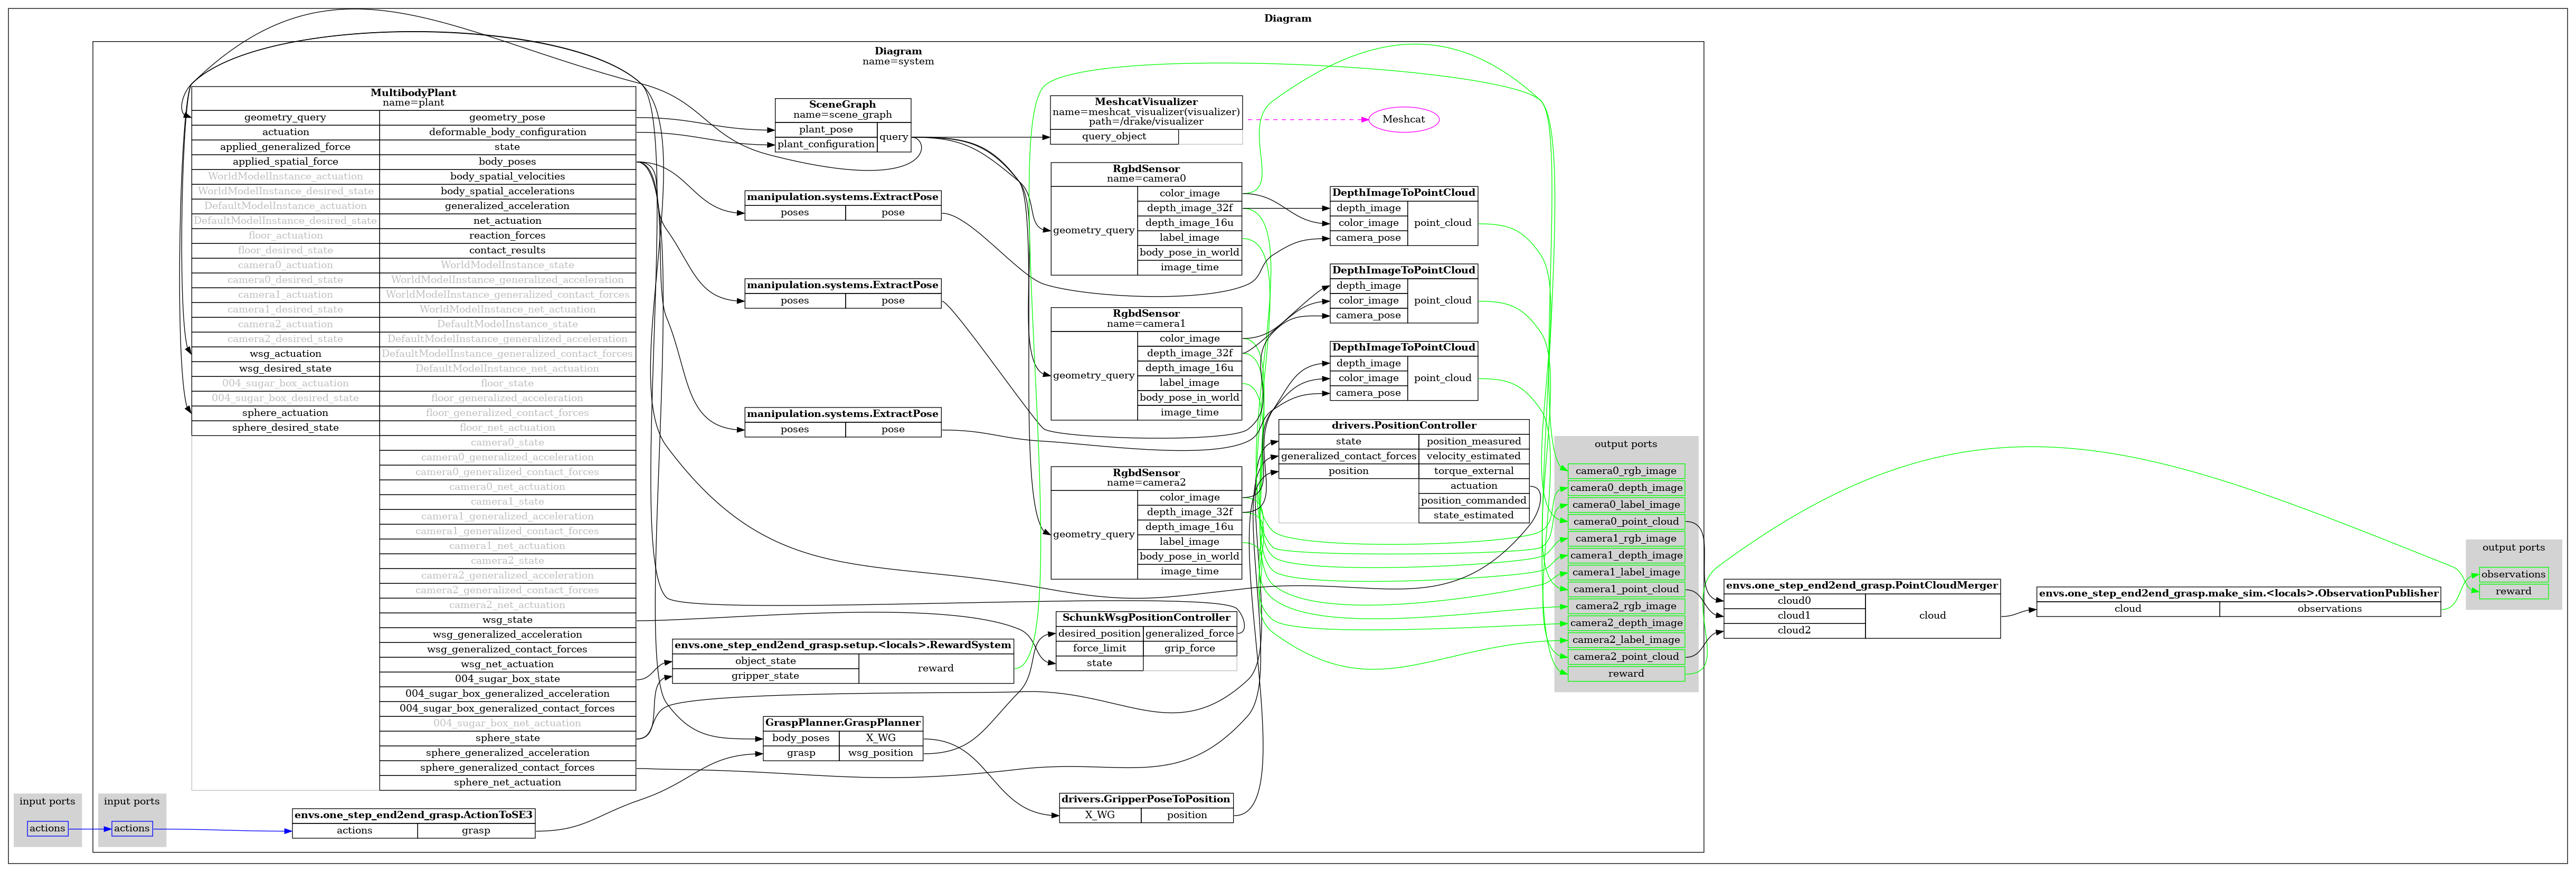 Diagram
Diagram
name=system
MultibodyPlant
name=plant
geometry_query
actuation
applied_generalized_force
applied_spatial_force
WorldModelInstance_actuation
WorldModelInstance_desired_state
DefaultModelInstance_actuation
DefaultModelInstance_desired_state
floor_actuation
floor_desired_state
camera0_actuation
camera0_desired_state
camera1_actuation
camera1_desired_state
camera2_actuation
camera2_desired_state
wsg_actuation
wsg_desired_state
004_sugar_box_actuation
004_sugar_box_desired_state
sphere_actuation
sphere_desired_state
geometry_pose
deformable_body_configuration
state
body_poses
body_spatial_velocities
body_spatial_accelerations
generalized_acceleration
net_actuation
reaction_forces
contact_results
WorldModelInstance_state
WorldModelInstance_generalized_acceleration
WorldModelInstance_generalized_contact_forces
WorldModelInstance_net_actuation
DefaultModelInstance_state
DefaultModelInstance_generalized_acceleration
DefaultModelInstance_generalized_contact_forces
DefaultModelInstance_net_actuation
floor_state
floor_generalized_acceleration
floor_generalized_contact_forces
floor_net_actuation
camera0_state
camera0_generalized_acceleration
camera0_generalized_contact_forces
camera0_net_actuation
camera1_state
camera1_generalized_acceleration
camera1_generalized_contact_forces
camera1_net_actuation
camera2_state
camera2_generalized_acceleration
camera2_generalized_contact_forces
camera2_net_actuation
wsg_state
wsg_generalized_acceleration
wsg_generalized_contact_forces
wsg_net_actuation
004_sugar_box_state
004_sugar_box_generalized_acceleration
004_sugar_box_generalized_contact_forces
004_sugar_box_net_actuation
sphere_state
sphere_generalized_acceleration
sphere_generalized_contact_forces
sphere_net_actuation
input ports
actions
input ports
actions
envs.one_step_end2end_grasp.ActionToSE3
actions
grasp
SceneGraph
name=scene_graph
plant_pose
plant_configuration
query
manipulation.systems.ExtractPose
poses
pose
manipulation.systems.ExtractPose
poses
pose
manipulation.systems.ExtractPose
poses
pose
envs.one_step_end2end_grasp.setup.<locals>.RewardSystem
object_state
gripper_state
reward
GraspPlanner.GraspPlanner
body_poses
grasp
X_WG
wsg_position
MeshcatVisualizer
name=meshcat_visualizer(visualizer)
path=/drake/visualizer
query_object
Meshcat
RgbdSensor
name=camera0
geometry_query
color_image
depth_image_32f
depth_image_16u
label_image
body_pose_in_world
image_time
RgbdSensor
name=camera1
geometry_query
color_image
depth_image_32f
depth_image_16u
label_image
body_pose_in_world
image_time
RgbdSensor
name=camera2
geometry_query
color_image
depth_image_32f
depth_image_16u
label_image
body_pose_in_world
image_time
SchunkWsgPositionController
desired_position
force_limit
state
generalized_force
grip_force
drivers.GripperPoseToPosition
X_WG
position
DepthImageToPointCloud
depth_image
color_image
camera_pose
point_cloud
DepthImageToPointCloud
depth_image
color_image
camera_pose
point_cloud
DepthImageToPointCloud
depth_image
color_image
camera_pose
point_cloud
drivers.PositionController
state
generalized_contact_forces
position
position_measured
velocity_estimated
torque_external
actuation
position_commanded
state_estimated
output ports
camera0_rgb_image
camera0_depth_image
camera0_label_image
camera0_point_cloud
camera1_rgb_image
camera1_depth_image
camera1_label_image
camera1_point_cloud
camera2_rgb_image
camera2_depth_image
camera2_label_image
camera2_point_cloud
reward
envs.one_step_end2end_grasp.PointCloudMerger
cloud0
cloud1
cloud2
cloud
envs.one_step_end2end_grasp.make_sim.<locals>.ObservationPublisher
cloud
observations
output ports
observations
reward